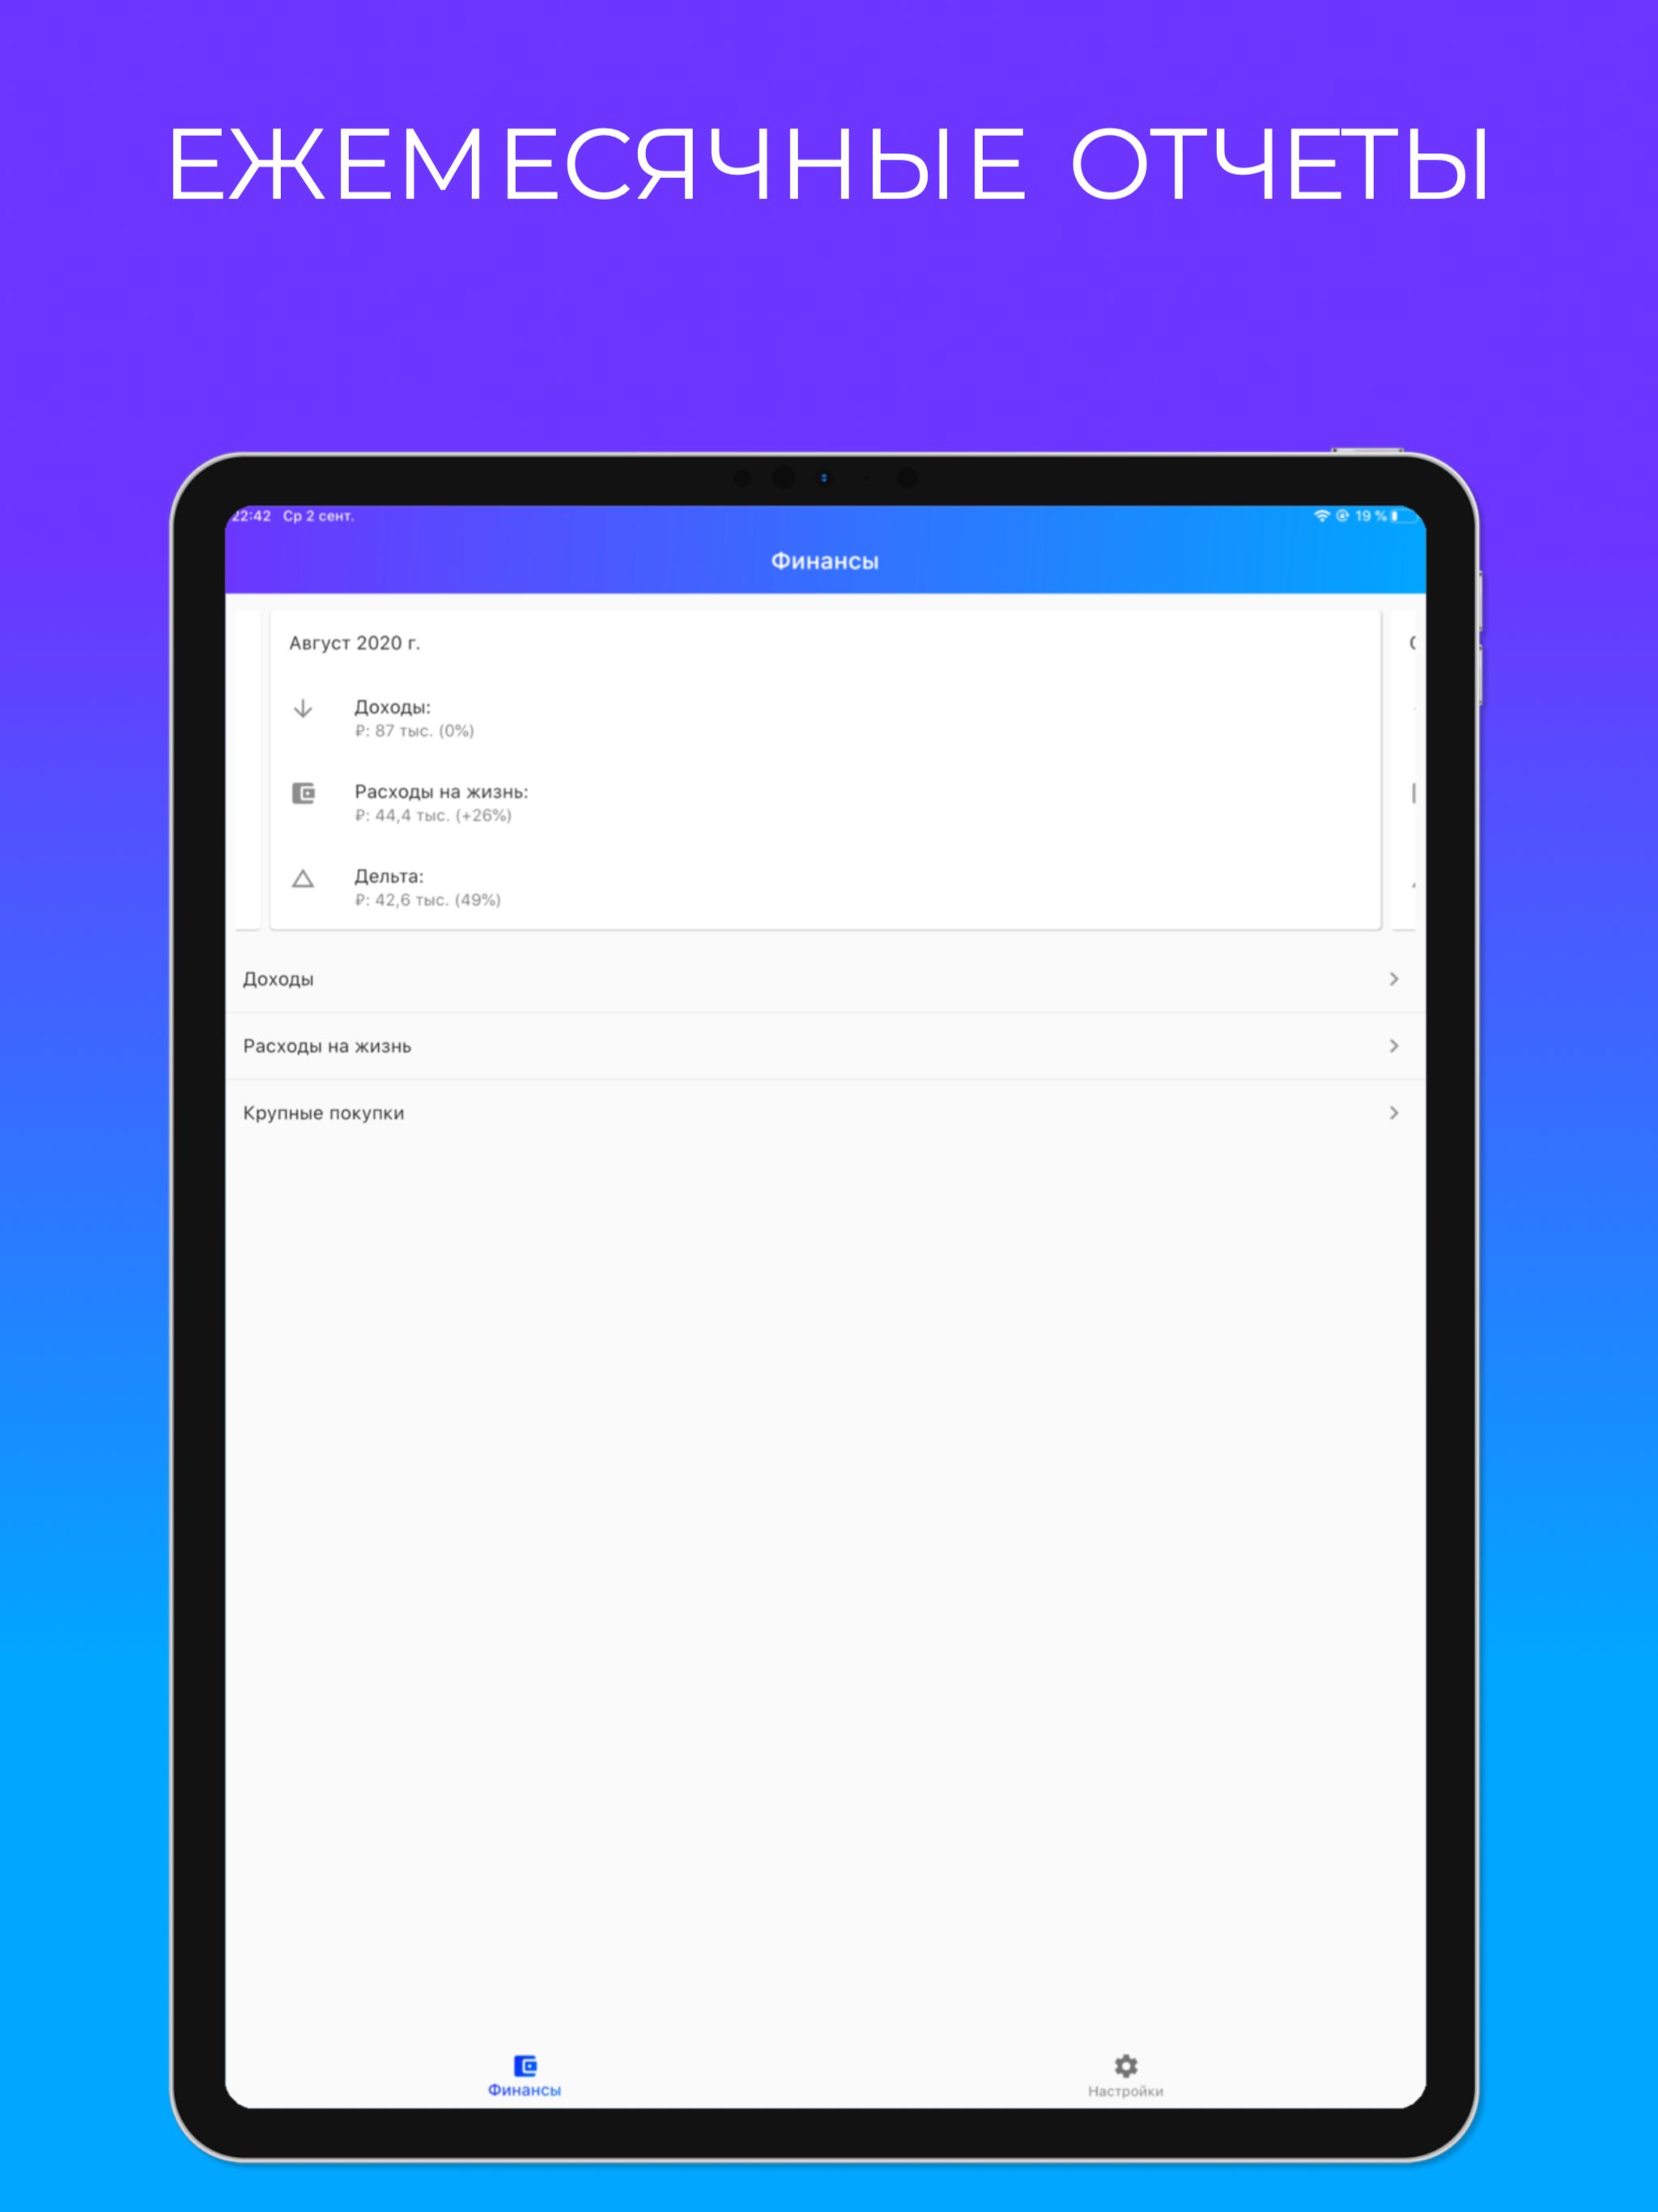 ЕЖЕМЕСЯЧНЫЕ ОТЧЕТЫ
22:42 Ср 2 сент.
19 %
Финансы
Август 2020 г.
Доходы:
₽: 87 тыс. (0%)
Расходы на жизнь:
₽: 44,4 тыс. (+26%)
Дельта:
₽: 42,6 тыс. (49%)
Доходы
Расходы на жизнь
Крупные покупки
Финансы
Настройки